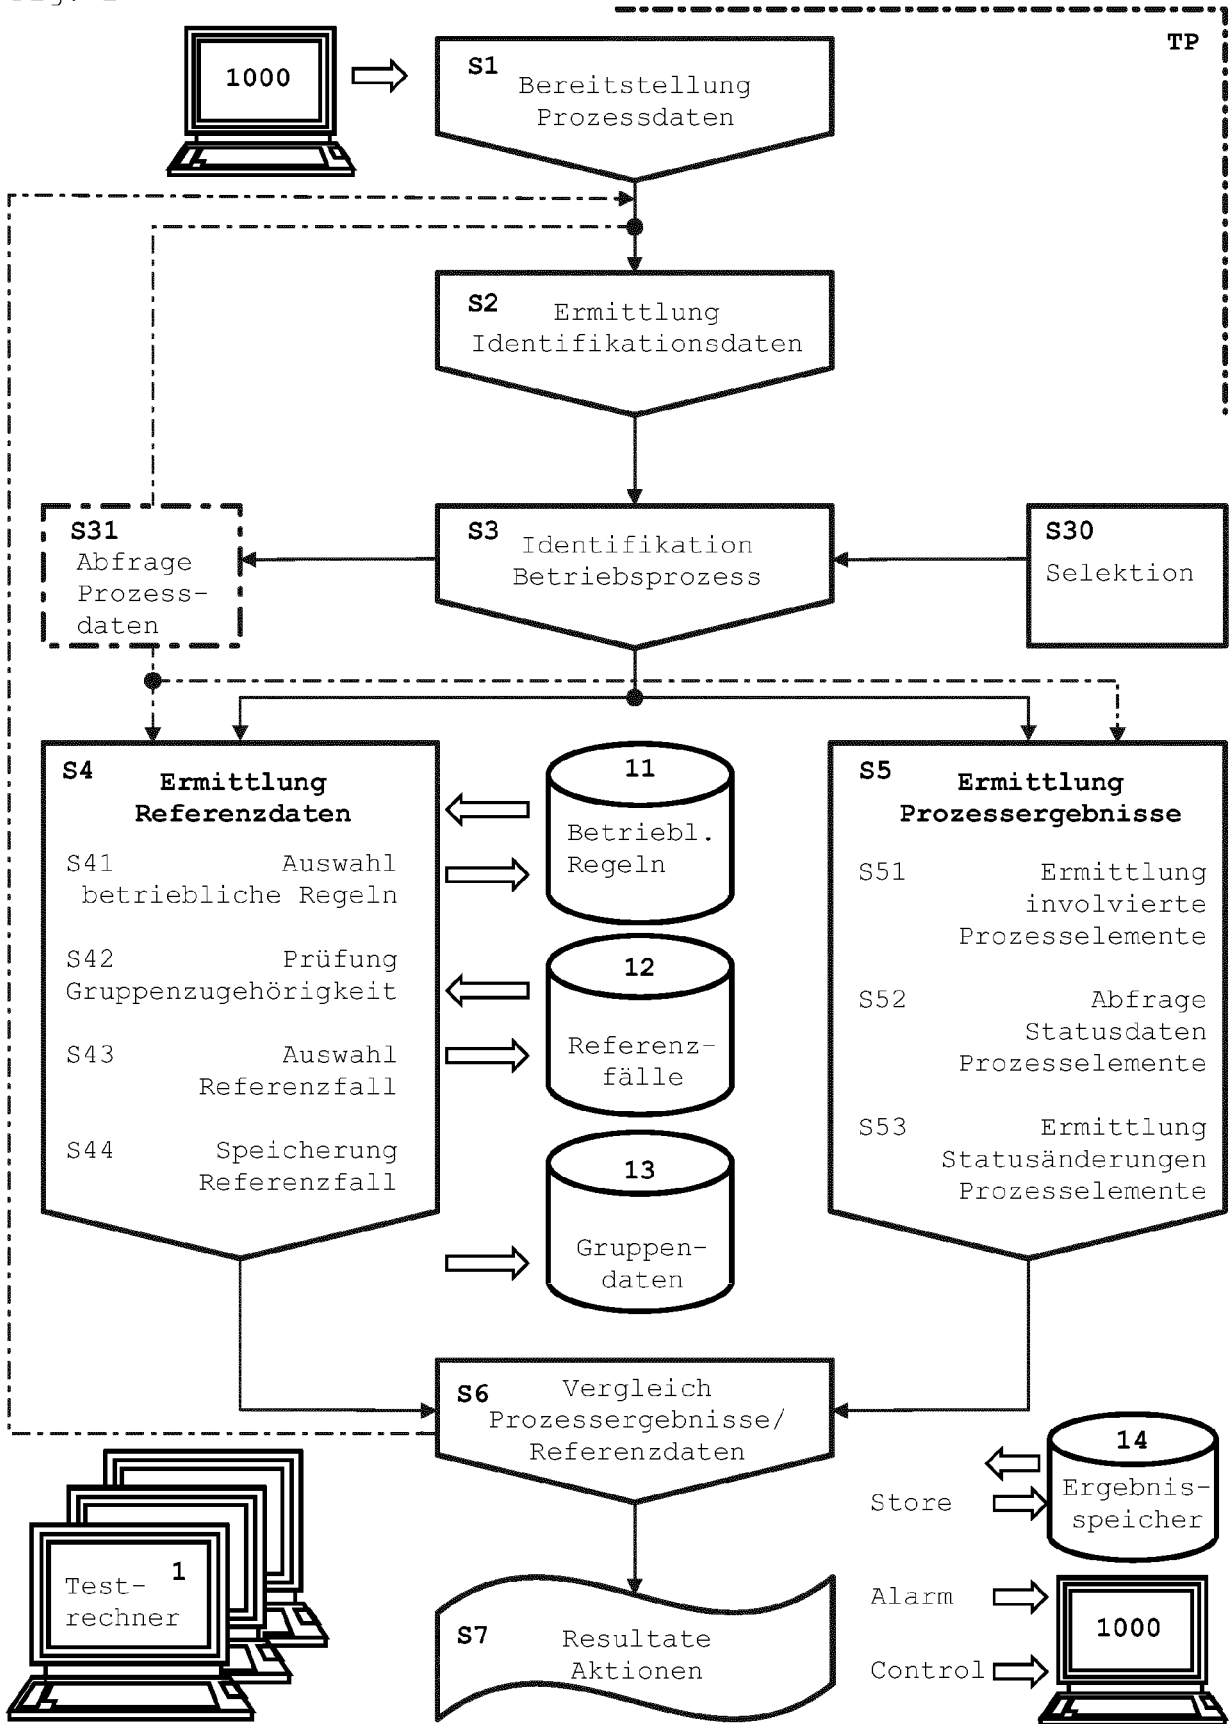 TP
1000
S1
Bereitstellung
Prozessdaten
S2
Ermittlung
Identifikationsdaten
S31
Abfrage
Prozess-
daten
S3
Identifikation
Betriebsprozess
S30
Selektion
S4
Ermittlung
Referenzdaten
S41 Auswahl
betriebliche Regeln
S42 Prüfung
Gruppenzugehörigkeit
S43 Auswahl
Referenzfall
S44 Speicherung
Referenzfall
11
Betriebl.
Regeln
12
Referenz-
fälle
13
Gruppen-
daten
S5
Ermittlung
Prozessergebnisse
S51 Ermittlung
involvierte
Prozesselemente
S52 Abfrage
Statusdaten
Prozesselemente
S53 Ermittlung
Statusänderungen
Prozesselemente
S6
Vergleich
Prozessergebnisse/
Referenzdaten
14
Ergebnis-
speicher
Store
1
Test-
rechner
S7
Resultate
Aktionen
Alarm
Control
1000